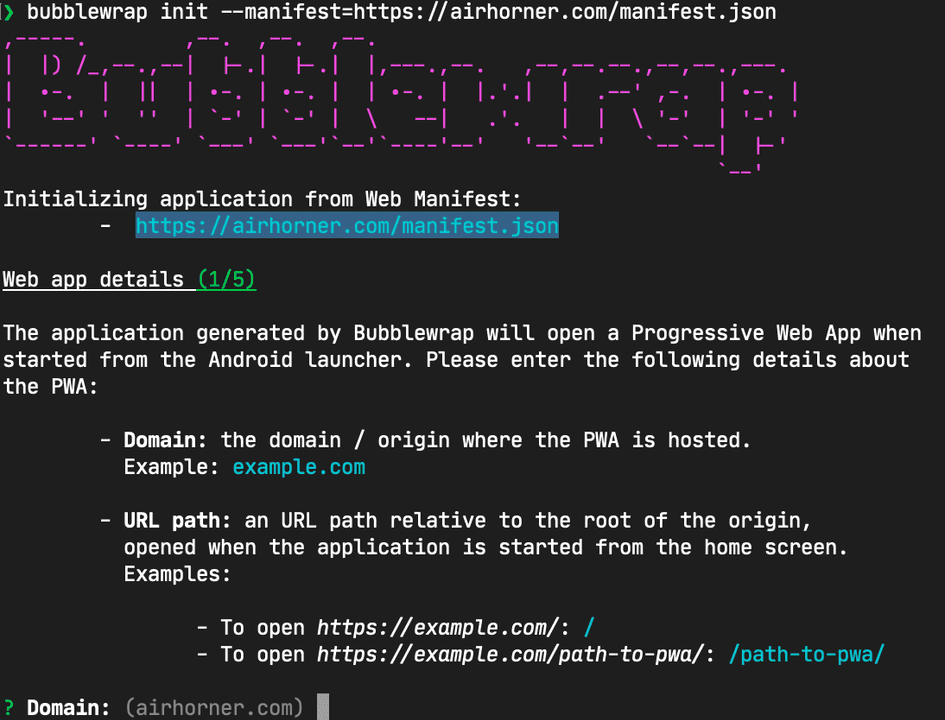 ❯ bubblewrap init --manifest=https://airhorner.com/manifest.json
Bubblewrap
Initializing application from Web Manifest:
- https://airhorner.com/manifest.json
Web app details (1/5)
The application generated by Bubblewrap will open a Progressive Web App when
started from the Android launcher. Please enter the following details about
the PWA:
- Domain: the domain / origin where the PWA is hosted.
Example: example.com
- URL path: an URL path relative to the root of the origin,
opened when the application is started from the home screen.
Examples:
- To open https://example.com/: /
- To open https://example.com/path-to-pwa/: /path-to-pwa/
? Domain: (airhorner.com)